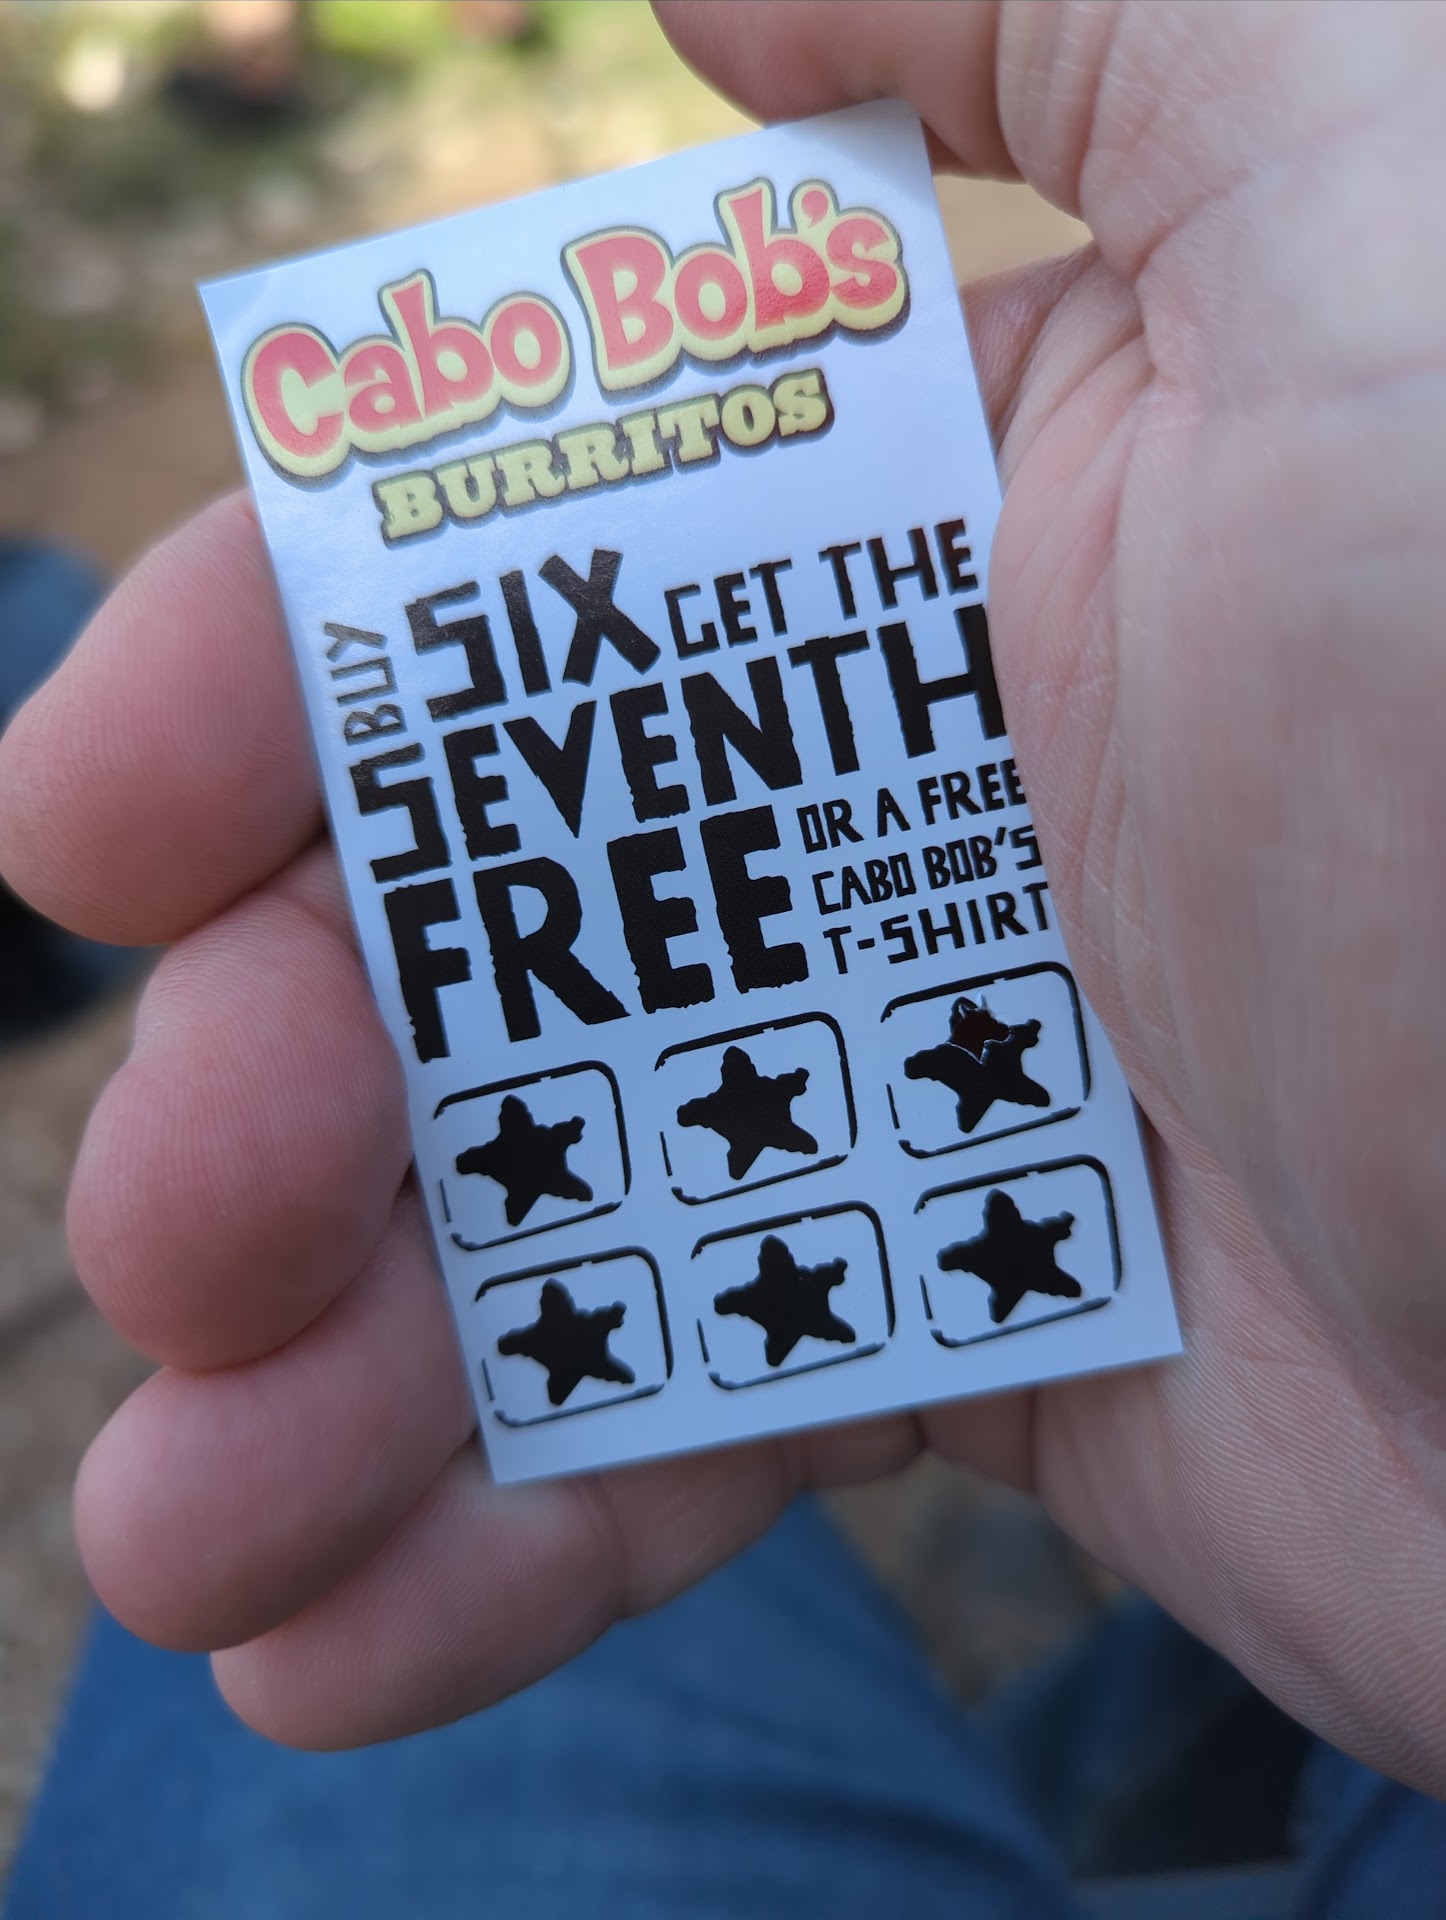 Cabo Bob's
BURRITOS
BUY SIX GET THE
SEVENTH
FREE OR A FREE
CABO BOB'S
T-SHIRT